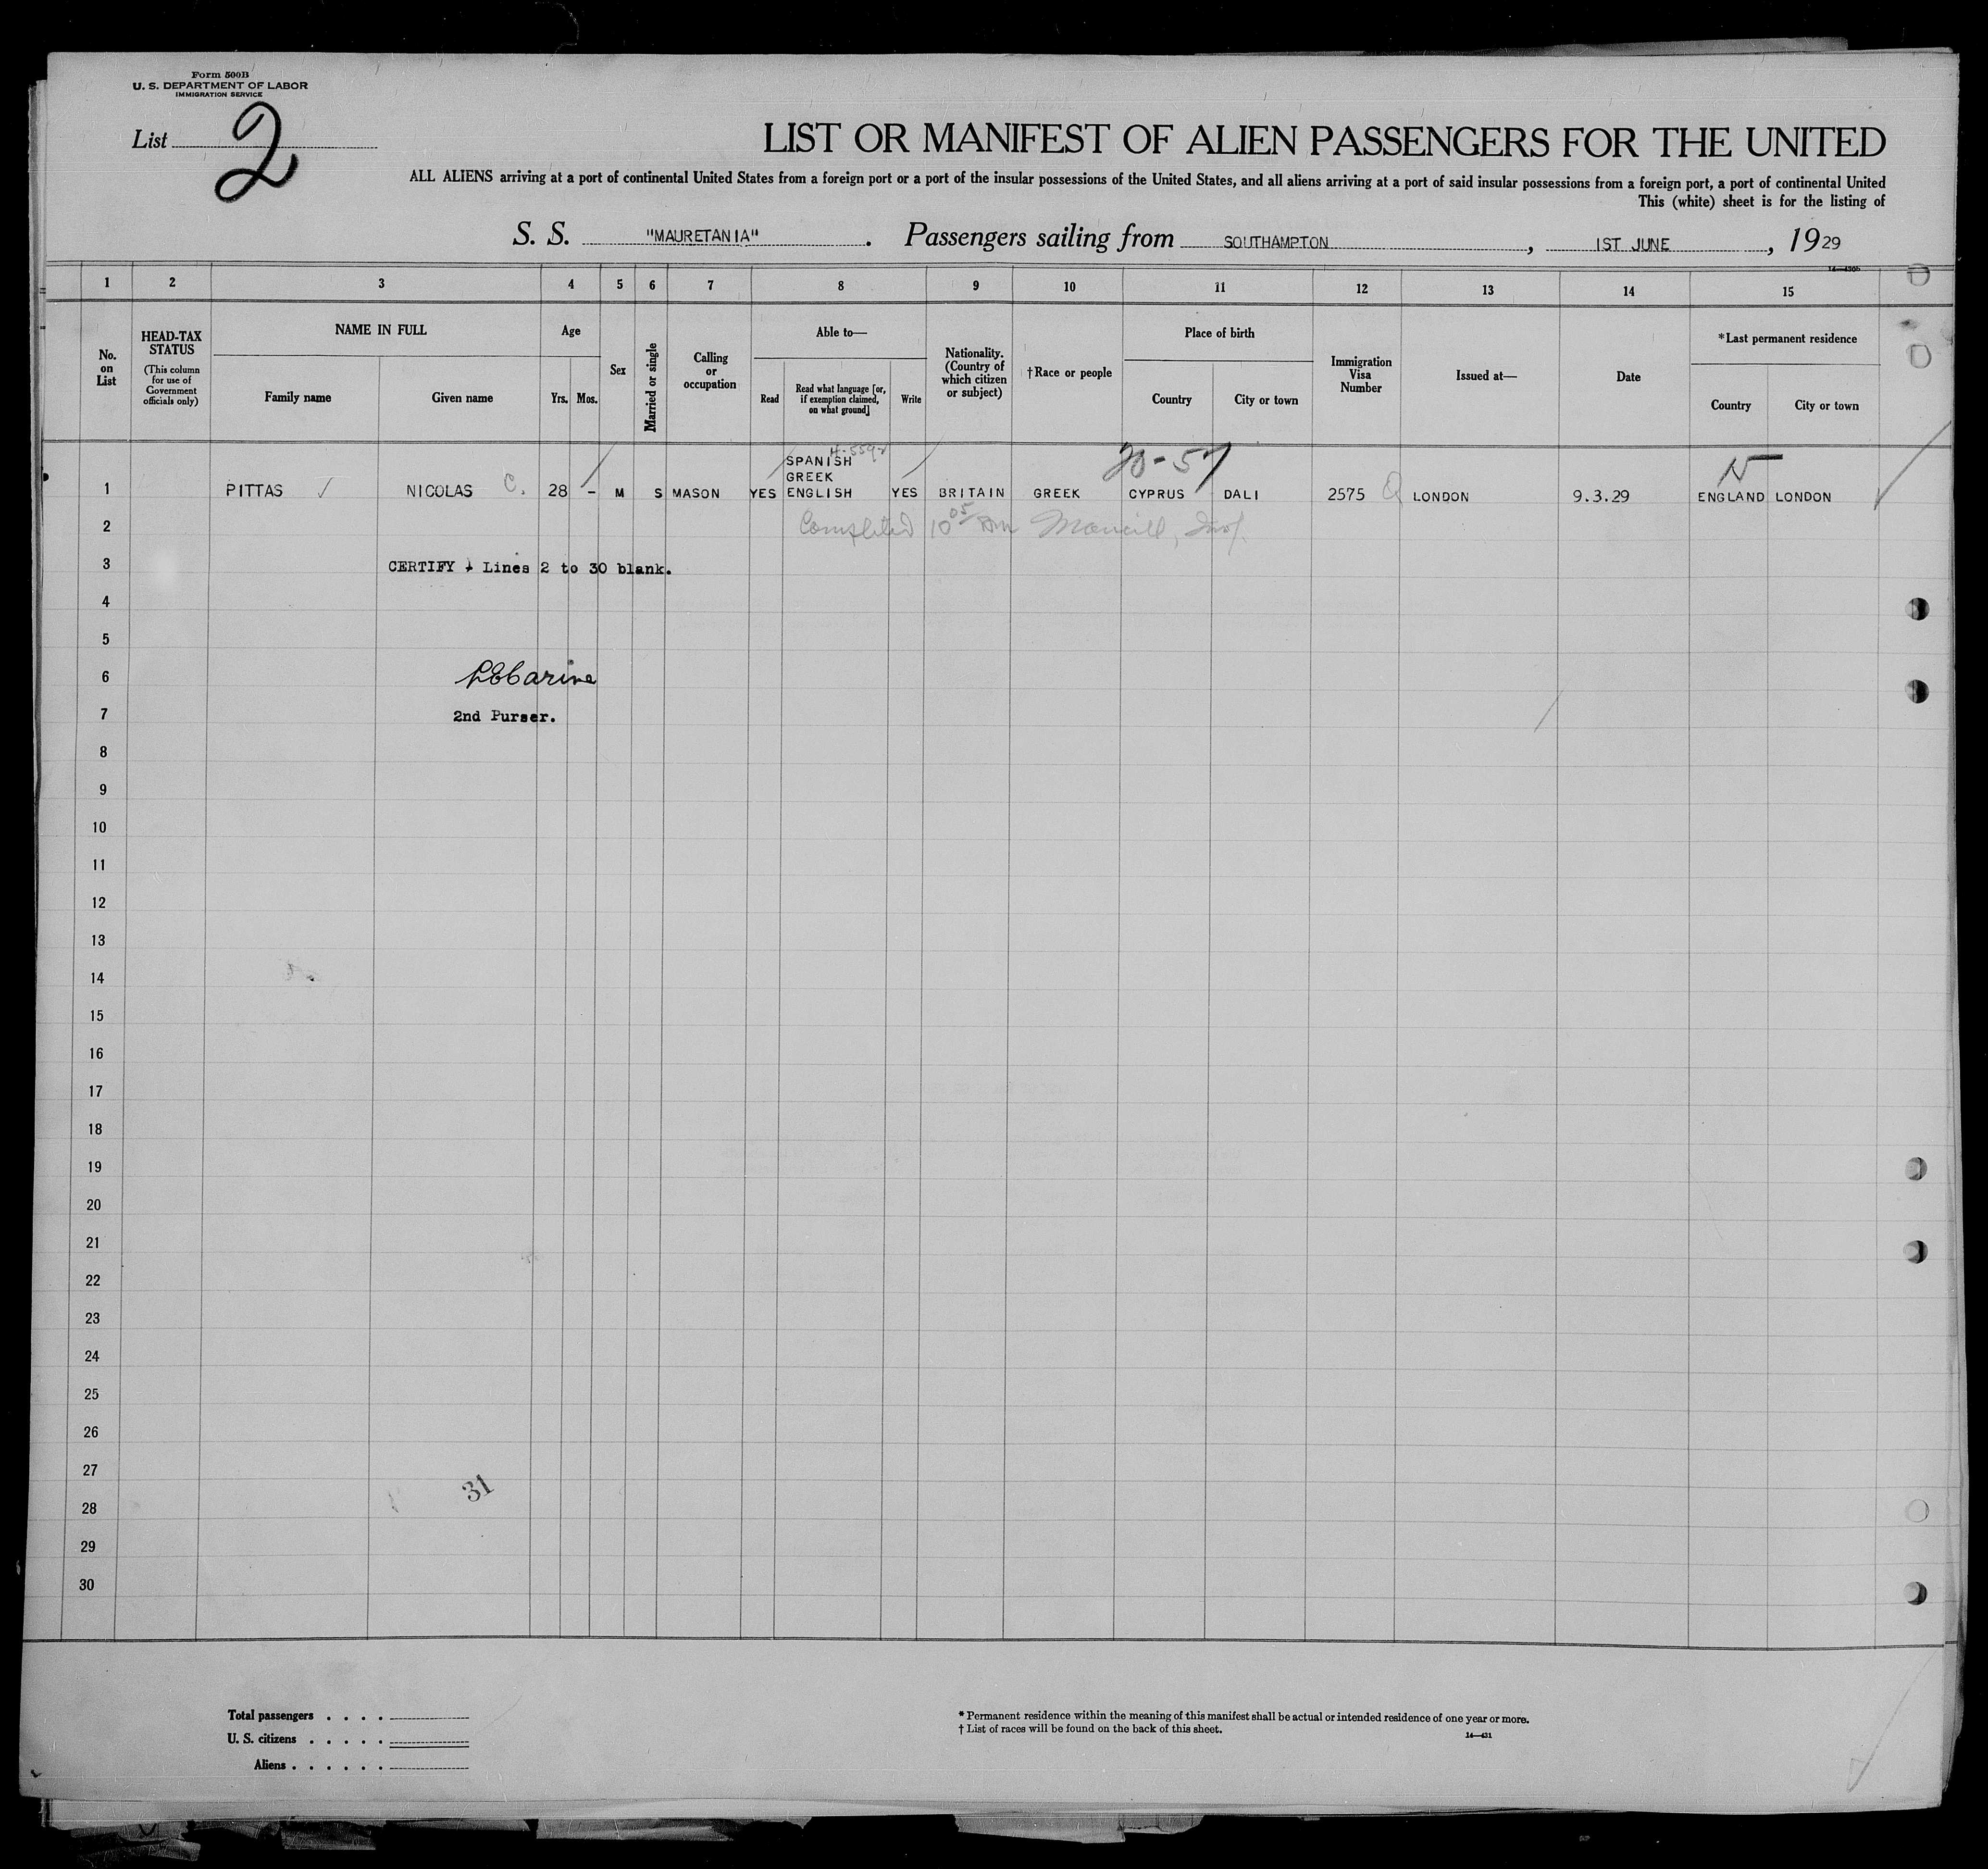 Form 500B
U. S. DEPARTMENT OF LABOR
IMMIGRATION SERVICE
List 2
LIST OR MANIFEST OF ALIEN PASSENGERS FOR THE UNITED
ALL ALIENS arriving at a port of continental United States from a foreign port or a port of the insular possessions of the United States, and all aliens arriving at a port of said insular possessions from a foreign port, a port of continental United
This (white) sheet is for the listing of
S. S. "MAURETANIA". Passengers sailing from SOUTHAMPTON, 1ST JUNE, 1929
1 2 3 4 5 6 7 8 9 10 11 12 13 14 15
No. on List
HEAD-TAX STATUS
(This column for use of Government officials only)
NAME IN FULL
Family name Given name
Age
Yrs. Mos.
Sex
Married or single
Calling or occupation
Able to—
Read
Read what language [or, if exemption claimed, on what ground]
Write
Nationality. (Country of which citizen or subject)
†Race or people
Place of birth
Country City or town
Immigration Visa Number
Issued at—
Date
*Last permanent residence
Country City or town
20-57
SPANISH
GREEK
1 PITTAS ✓ NICOLAS C. 28 - M S MASON YES ENGLISH YES BRITAIN GREEK CYPRUS DALI 2575 LONDON 9.3.29 ENGLAND LONDON
2 Completed 10 05
3 CERTIFY Lines 2 to 30 blank.
4
5
6
7 2nd Purser.
8
9
10
11
12
13
14
15
16
17
18
19
20
21
22
23
24
25
26
27
31
28
29
30
Total passengers . . . .
U. S. citizens . . . . .
Aliens . . . . . .
* Permanent residence within the meaning of this manifest shall be actual or intended residence of one year or more.
† List of races will be found on the back of this sheet.
14—431